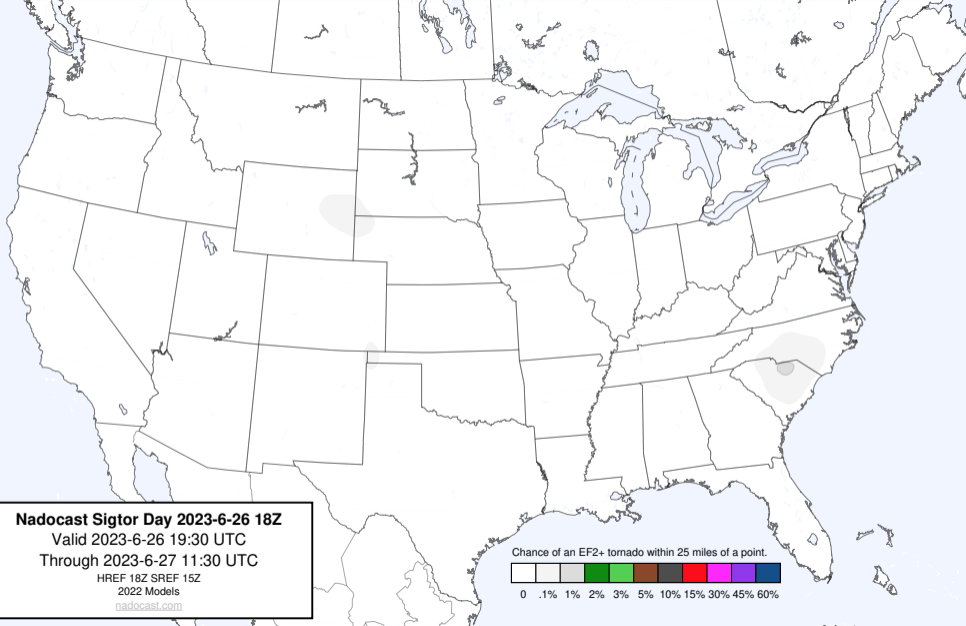 Nadocast Sigtor Day 2023-6-26 18Z
Valid 2023-6-26 19:30 UTC
Through 2023-6-27 11:30 UTC
HREF 18Z SREF 15Z
2022 Models
nadocast.com
Chance of an EF2+ tornado within 25 miles of a point.
0 .1% 1% 2% 3% 5% 10% 15% 30% 45% 60%